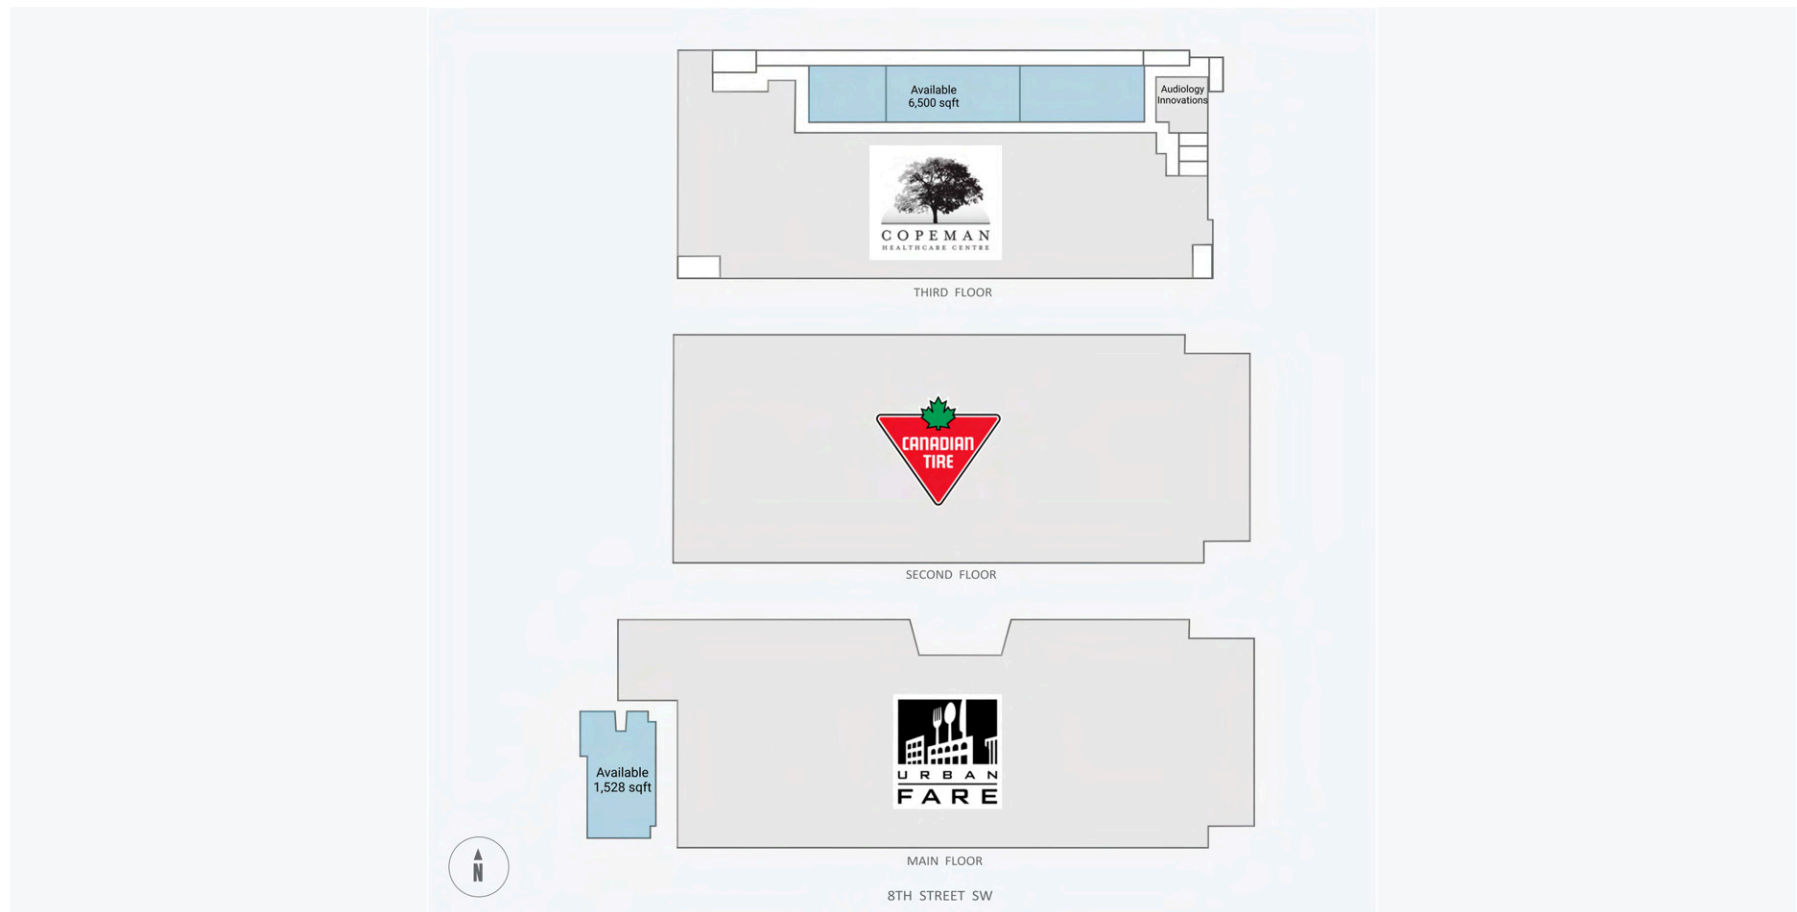 Available
6,500 sqft
Audiology
Innovations
COPEMAN
HEALTHCARE CENTRE
THIRD FLOOR
CANADIAN
TIRE
SECOND FLOOR
URBAN
FARE
Available
1,528 sqft
MAIN FLOOR
N
8TH STREET SW